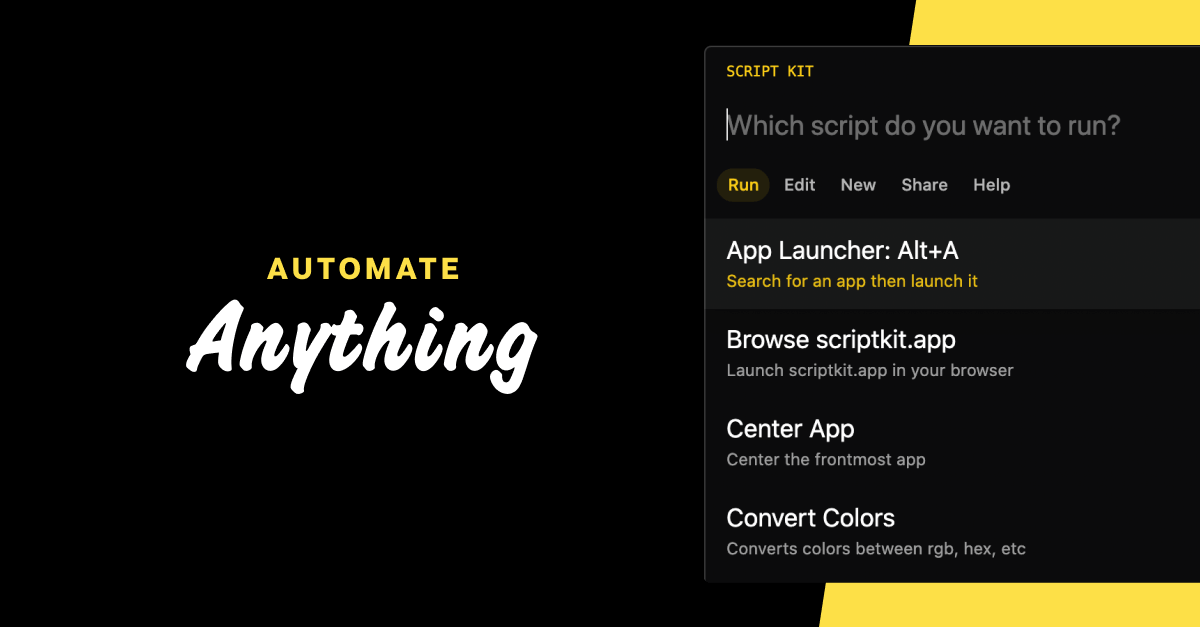 AUTOMATE
Anything
SCRIPT KIT
Which script do you want to run?
Run Edit New Share Help
App Launcher: Alt+A
Search for an app then launch it
Browse scriptkit.app
Launch scriptkit.app in your browser
Center App
Center the frontmost app
Convert Colors
Converts colors between rgb, hex, etc